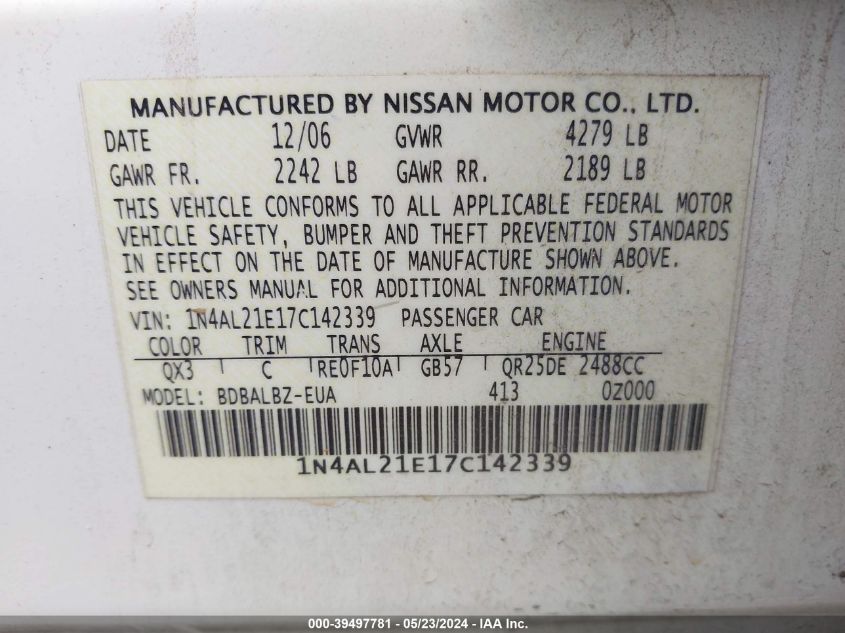 MANUFACTURED BY NISSAN MOTOR CO., LTD.
DATE 12/06 GVWR 4279 LB
GAWR FR. 2242 LB GAWR RR. 2189 LB
THIS VEHICLE CONFORMS TO ALL APPLICABLE FEDERAL MOTOR
VEHICLE SAFETY, BUMPER AND THEFT PREVENTION STANDARDS
IN EFFECT ON THE DATE OF MANUFACTURE SHOWN ABOVE.
SEE OWNERS MANUAL FOR ADDITIONAL INFORMATION.
VIN: 1N4AL21E17C142339 PASSENGER CAR
COLOR TRIM TRANS AXLE ENGINE
QX3 C RE0F10A GB57 QR25DE 2488CC
MODEL: BDBALBZ-EUA 413 0Z000
1N4AL21E17C142339
000-39497781 - 05/23/2024 - IAA Inc.